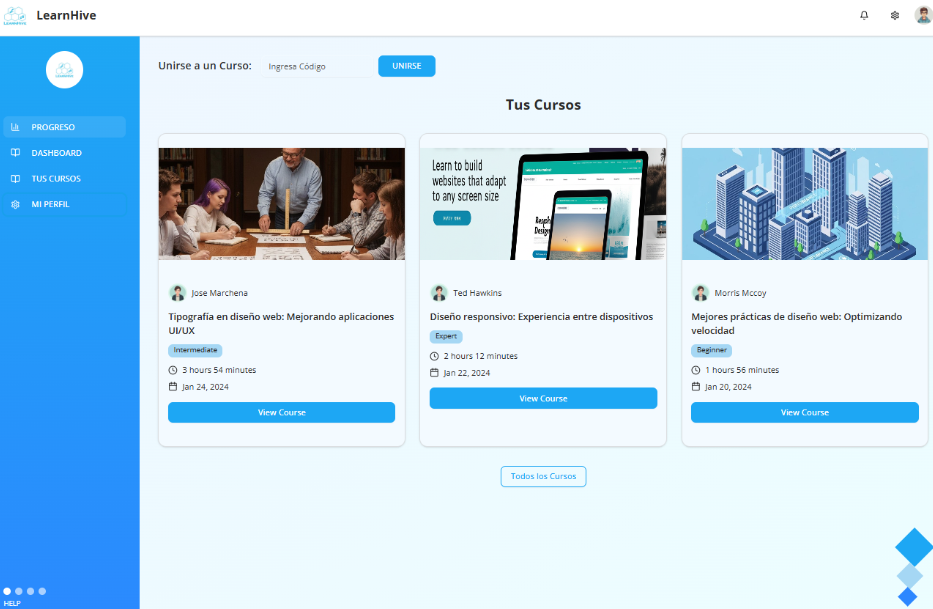 LearnHive
LEARNHIVE
Unirse a un Curso:
Ingresa Código
UNIRSE
Tus Cursos
PROGRESO
DASHBOARD
TUS CURSOS
MI PERFIL
Learn to build
websites that adapt
to any screen size
Jose Marchena
Tipografía en diseño web: Mejorando aplicaciones
UI/UX
Intermediate
3 hours 54 minutes
Jan 24, 2024
View Course
Ted Hawkins
Diseño responsivo: Experiencia entre dispositivos
Expert
2 hours 12 minutes
Jan 22, 2024
View Course
Morris Mccoy
Mejores prácticas de diseño web: Optimizando
velocidad
Beginner
1 hours 56 minutes
Jan 20, 2024
View Course
Todos los Cursos
HELP